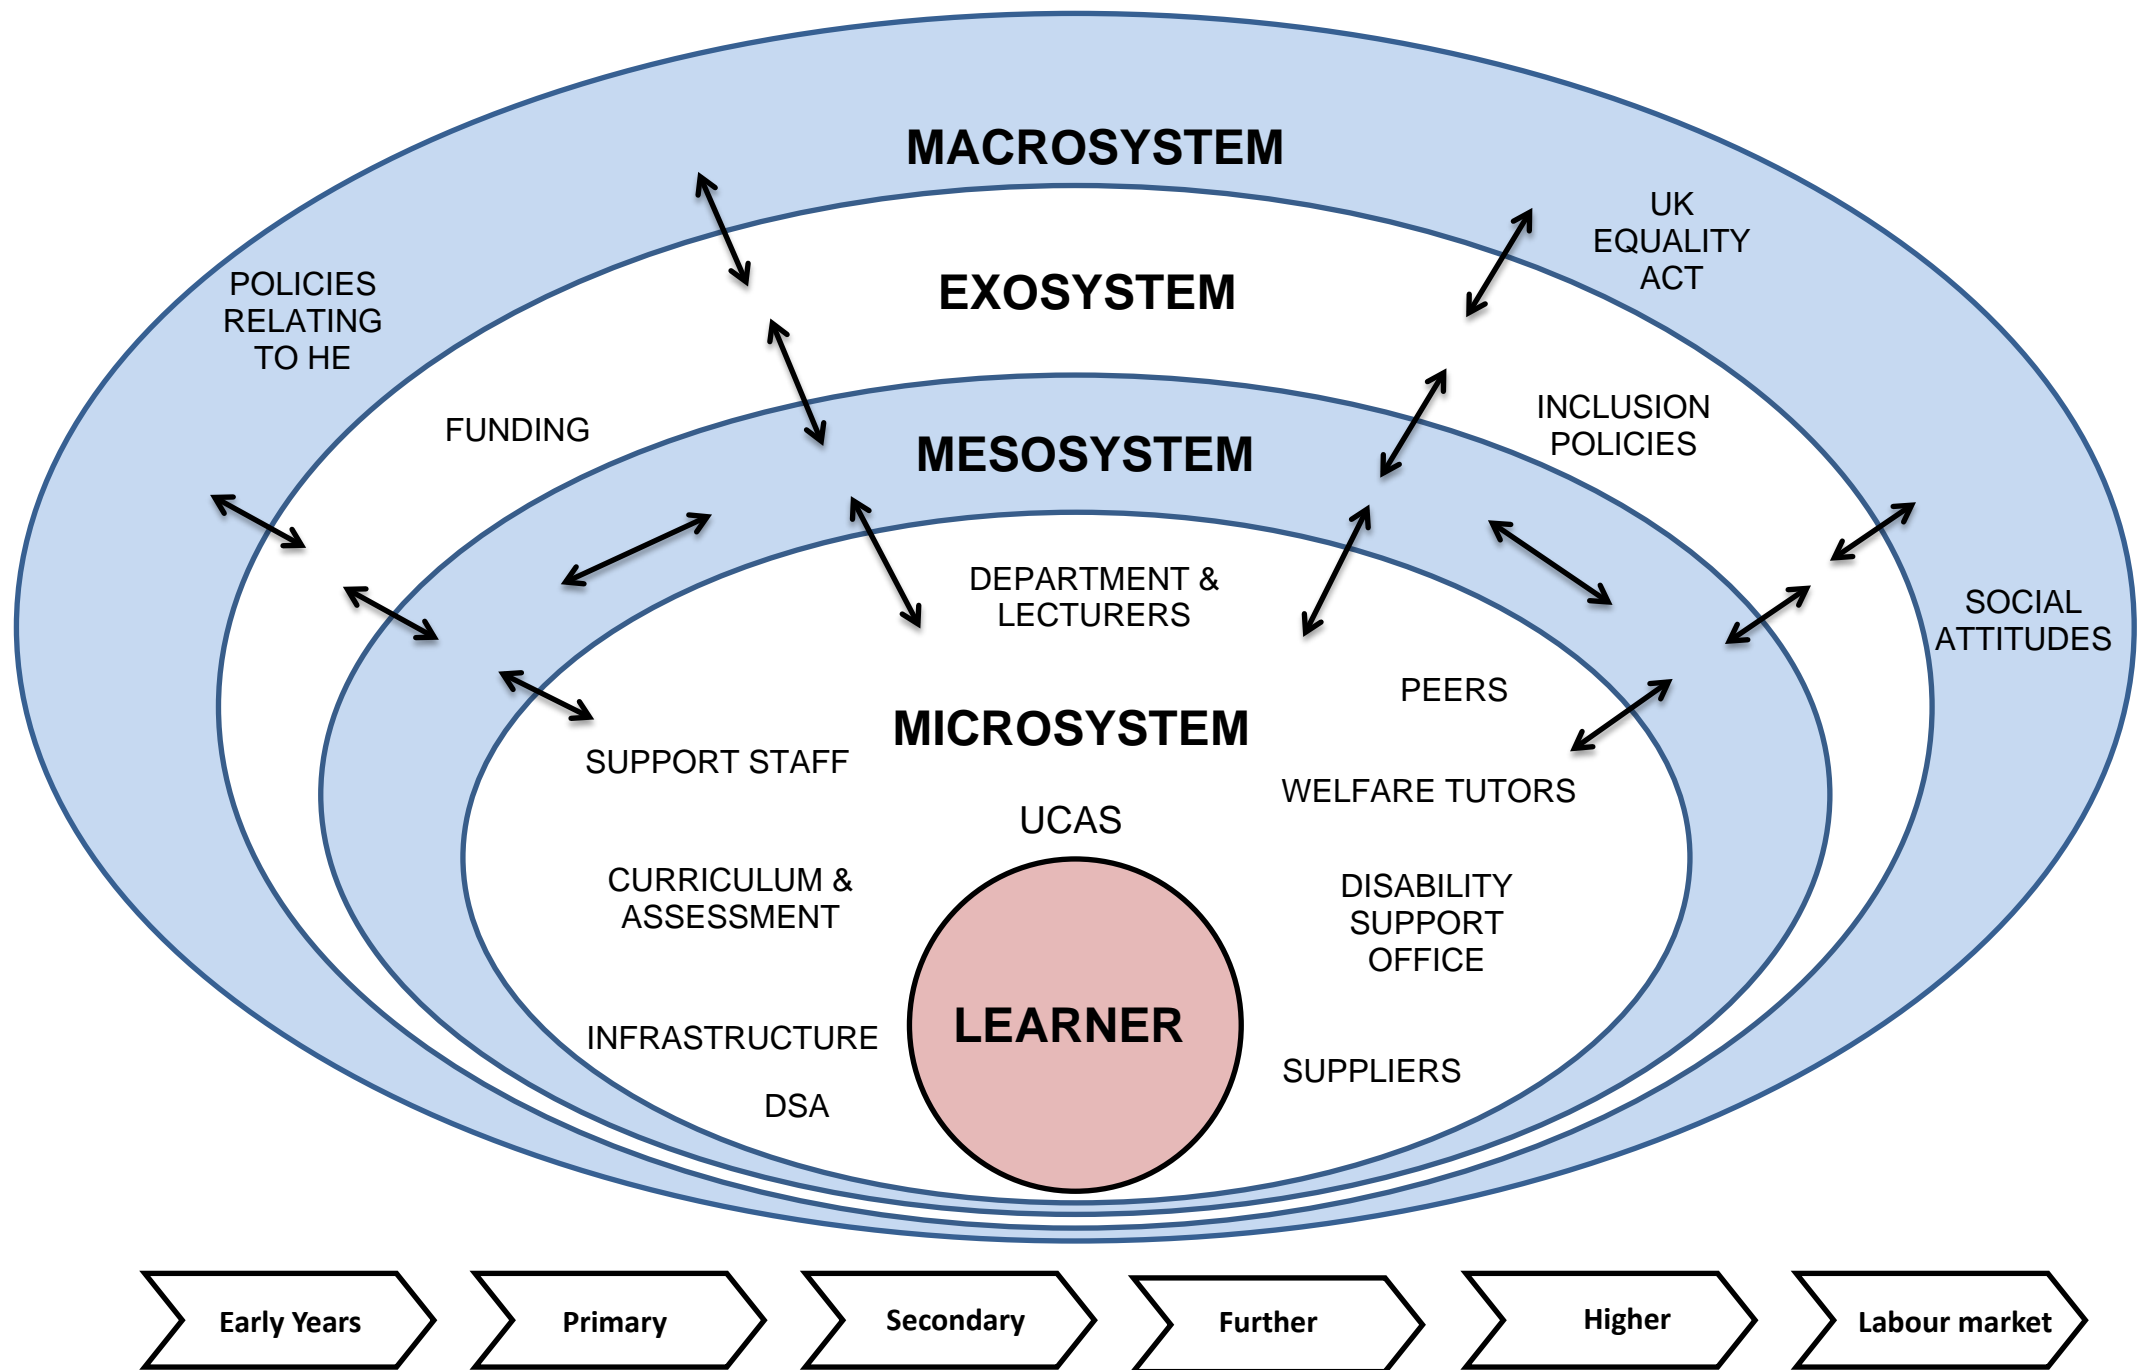 MACROSYSTEM
UK
EQUALITY
ACT
POLICIES
RELATING
TO HE
EXOSYSTEM
FUNDING
INCLUSION
POLICIES
MESOSYSTEM
DEPARTMENT &
LECTURERS
SOCIAL
ATTITUDES
PEERS
MICROSYSTEM
SUPPORT STAFF
WELFARE TUTORS
UCAS
CURRICULUM &
ASSESSMENT
DISABILITY
SUPPORT
OFFICE
LEARNER
INFRASTRUCTURE
SUPPLIERS
DSA
Early Years
Primary
Secondary
Further
Higher
Labour market